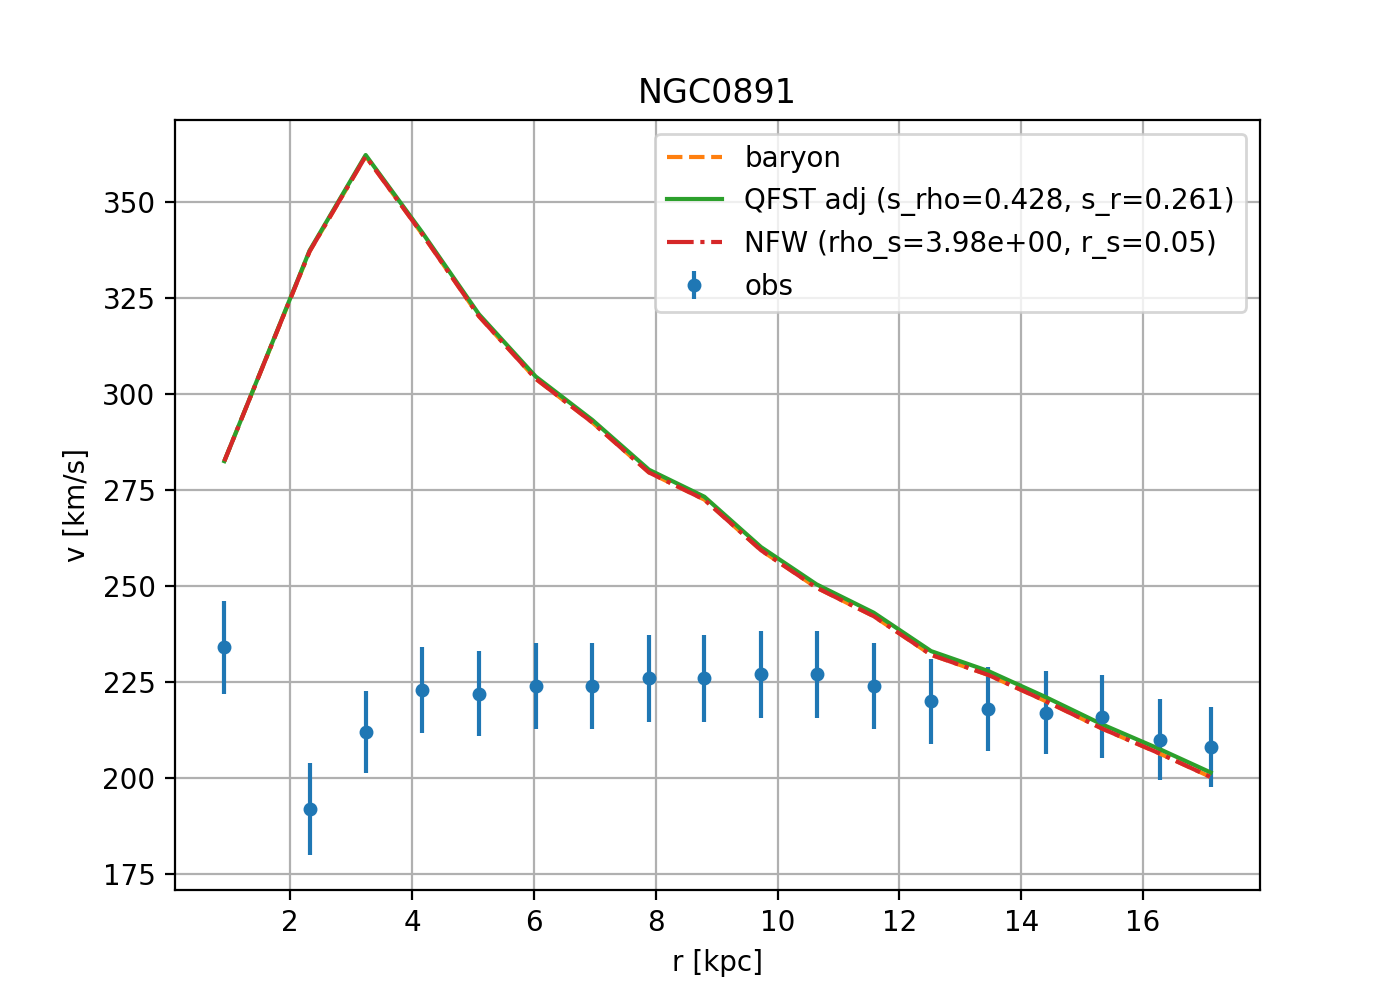 NGC0891
baryon
QFST adj (s_rho=0.428, s_r=0.261)
NFW (rho_s=3.98e+00, r_s=0.05)
obs
350
325
300
275
250
225
200
175
v [km/s]
2 4 6 8 10 12 14 16
r [kpc]